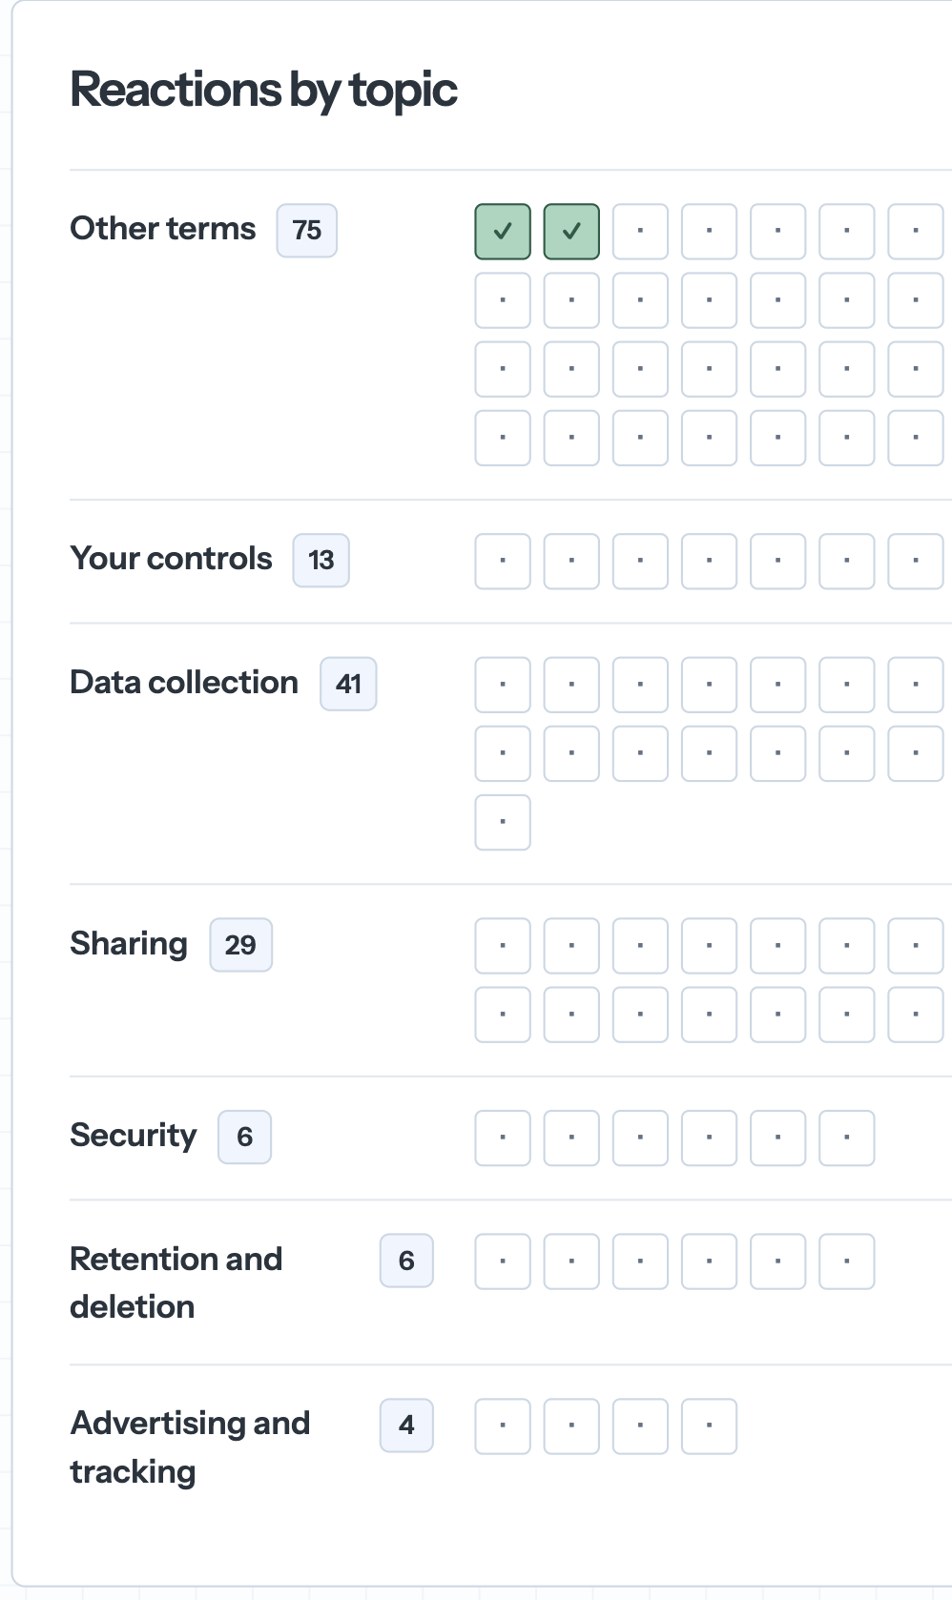 Reactions by topic
Other terms 75
Your controls 13
Data collection 41
Sharing 29
Security 6
Retention and 6
deletion
Advertising and 4
tracking